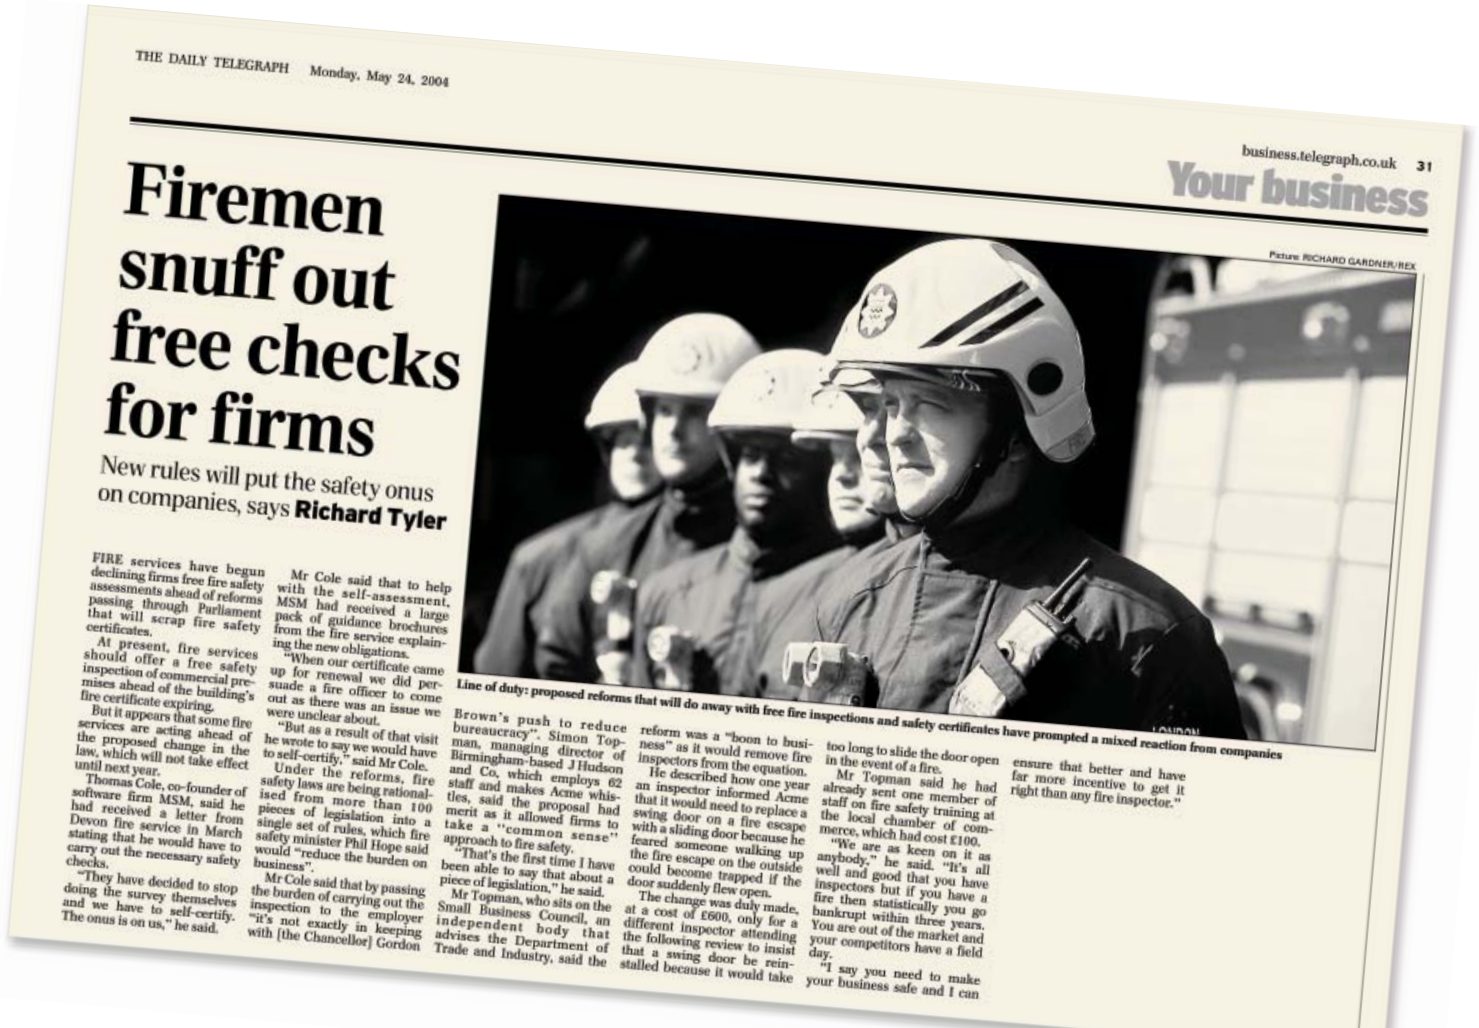 THE DAILY TELEGRAPH Monday, May 24, 2004
business.telegraph.co.uk 31
Your business
Firemen
snuff out
free checks
for firms
New rules will put the safety onus
on companies, says Richard Tyler
Picture: RICHARD GARDNER/REX
LONDON
Line of duty: proposed reforms that will do away with free fire inspections and safety certificates have prompted a mixed reaction from companies
FIRE services have begun
declining firms free fire safety
assessments ahead of reforms
passing through Parliament
that will scrap fire safety
certificates.
At present, fire services
should offer a free safety
inspection of commercial pre-
mises ahead of the building's
fire certificate expiring.
But it appears that some fire
services are acting ahead of
the proposed change in the
law, which will not take effect
until next year.
Thomas Cole, co-founder of
software firm MSM, said he
had received a letter from
Devon fire service in March
stating that he would have to
carry out the necessary safety
checks.
"They have decided to stop
doing the survey themselves
and we have to self-certify.
The onus is on us," he said.
Mr Cole said that to help
with the self-assessment,
MSM had received a large
pack of guidance brochures
from the fire service explain-
ing the new obligations.
"When our certificate came
up for renewal we did per-
suade a fire officer to come
out as there was an issue we
were unclear about.
"But as a result of that visit
he wrote to say we would have
to self-certify," said Mr Cole.
Under the reforms, fire
safety laws are being rational-
ised from more than 100
pieces of legislation into a
single set of rules, which fire
safety minister Phil Hope said
would "reduce the burden on
business".
Mr Cole said that by passing
the burden of carrying out the
inspection to the employer
"it's not exactly in keeping
with [the Chancellor] Gordon
Brown's push to reduce
bureaucracy". Simon Top-
man, managing director of
Birmingham-based J Hudson
and Co, which employs 62
staff and makes Acme whis-
tles, said the proposal had
merit as it allowed firms to
take a "common sense"
approach to fire safety.
"That's the first time I have
been able to say that about a
piece of legislation," he said.
Mr Topman, who sits on the
Small Business Council, an
independent body that
advises the Department of
Trade and Industry, said the
reform was a "boon to busi-
ness" as it would remove fire
inspectors from the equation.
He described how one year
an inspector informed Acme
that it would need to replace a
swing door on a fire escape
with a sliding door because he
feared someone walking up
the fire escape on the outside
could become trapped if the
door suddenly flew open.
The change was duly made,
at a cost of £600, only for a
different inspector attending
the following review to insist
that a swing door be rein-
stalled because it would take
too long to slide the door open
in the event of a fire.
Mr Topman said he had
already sent one member of
staff on fire safety training at
the local chamber of com-
merce, which had cost £100.
"We are as keen on it as
anybody," he said. "It's all
well and good that you have
inspectors but if you have a
fire then statistically you go
bankrupt within three years.
You are out of the market and
your competitors have a field
day.
"I say you need to make
your business safe and I can
ensure that better and have
far more incentive to get it
right than any fire inspector."